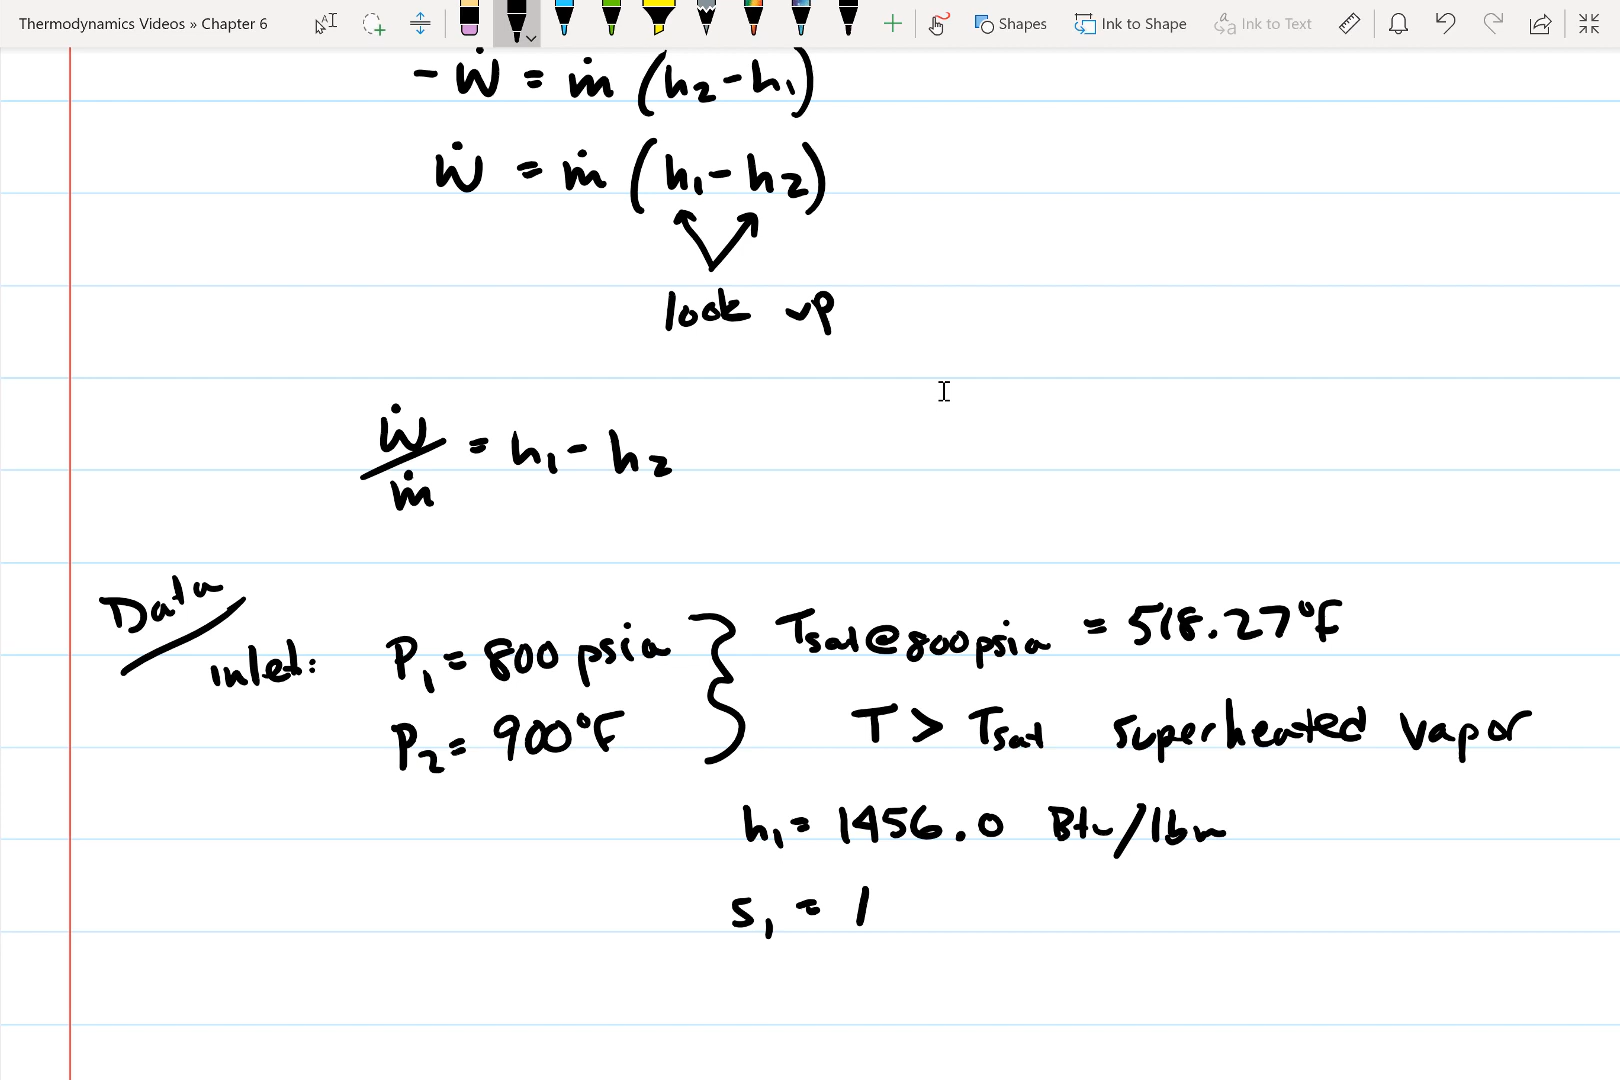 Thermodynamics Videos » Chapter 6
Shapes
Ink to Shape
Ink to Text
- Ẇ = ṁ (h₂ - h₁)
Ẇ = ṁ (h₁ - h₂)
look up
Ẇ/ṁ = h₁ - h₂
Data
inlet: P₁ = 800 psia } Tsat@800psia = 518.27°F
P₂ = 900°F T > Tsat superheated vapor
h₁ = 1456.0 Btu/lbm
s₁ = 1